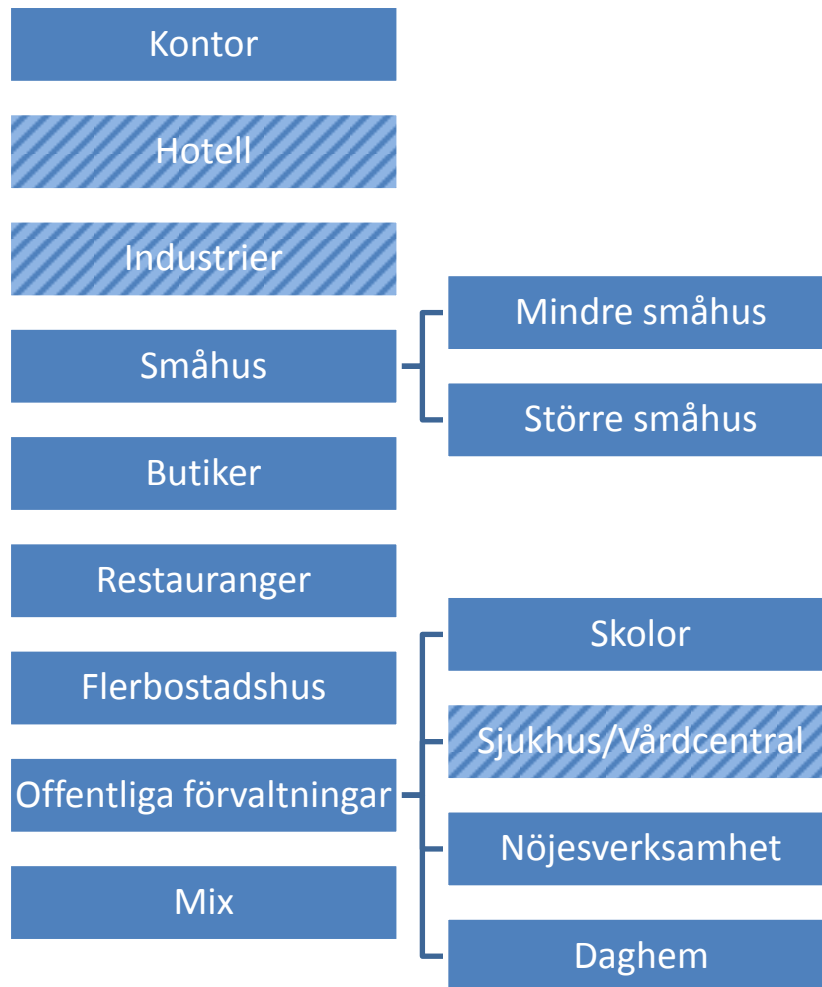 Kontor
Hotell
Industrier
Småhus
Mindre småhus
Större småhus
Butiker
Restauranger
Flerbostadshus
Offentliga förvaltningar
Skolor
Sjukhus/Vårdcentral
Nöjesverksamhet
Daghem
Mix